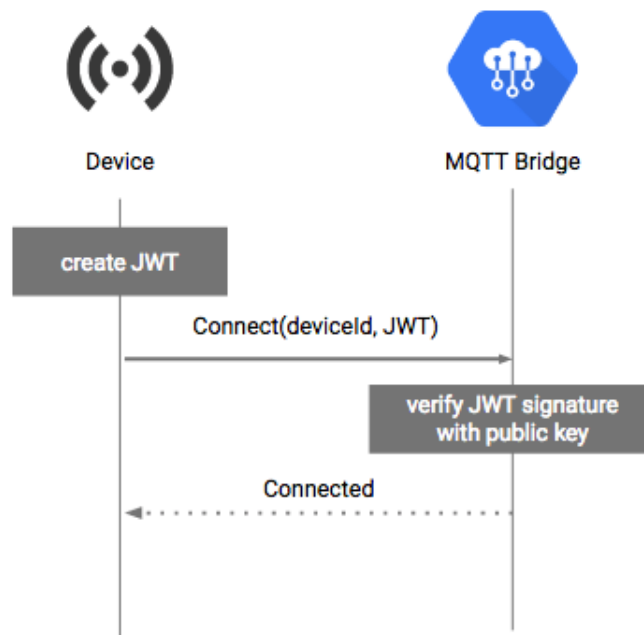 Device
MQTT Bridge
create JWT
Connect(deviceId, JWT)
verify JWT signature
with public key
Connected